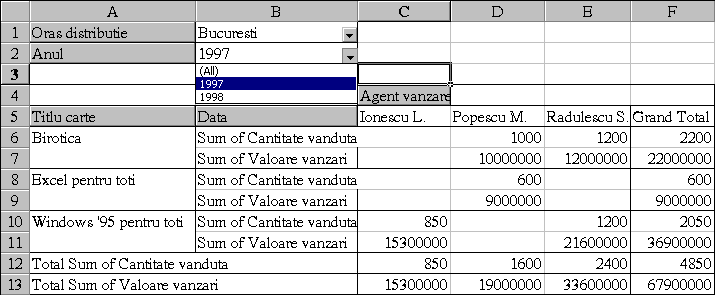 A B C D E F
1 Oras distributie Bucuresti
2 Anul 1997
(All)
3 1997
1998
4 Agent vanzare
5 Titlu carte Data Ionescu L. Popescu M. Radulescu S. Grand Total
6 Birotica Sum of Cantitate vanduta 1000 1200 2200
7 Sum of Valoare vanzari 10000000 12000000 22000000
8 Excel pentru toti Sum of Cantitate vanduta 600 600
9 Sum of Valoare vanzari 9000000 9000000
10 Windows '95 pentru toti Sum of Cantitate vanduta 850 1200 2050
11 Sum of Valoare vanzari 15300000 21600000 36900000
12 Total Sum of Cantitate vanduta 850 1600 2400 4850
13 Total Sum of Valoare vanzari 15300000 19000000 33600000 67900000